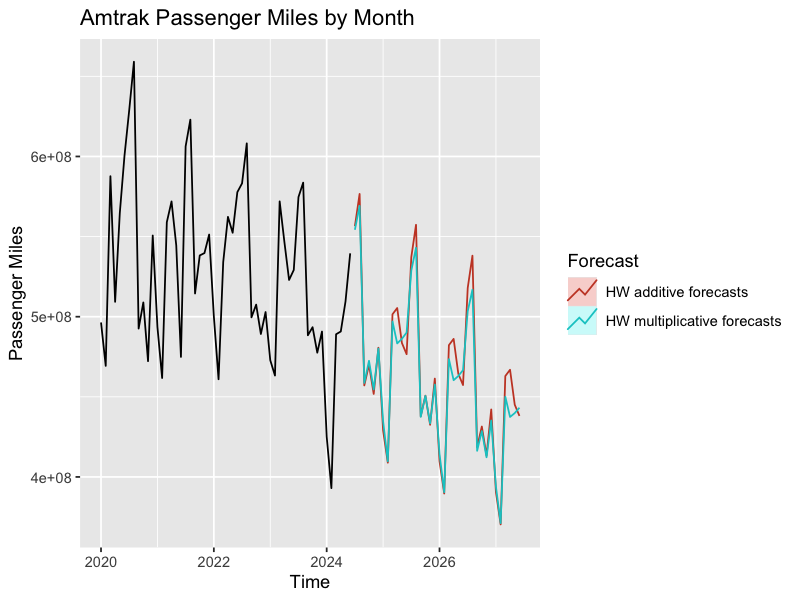 Amtrak Passenger Miles by Month
Passenger Miles
6e+08
5e+08
4e+08
2020
2022
2024
2026
Time
Forecast
HW additive forecasts
HW multiplicative forecasts